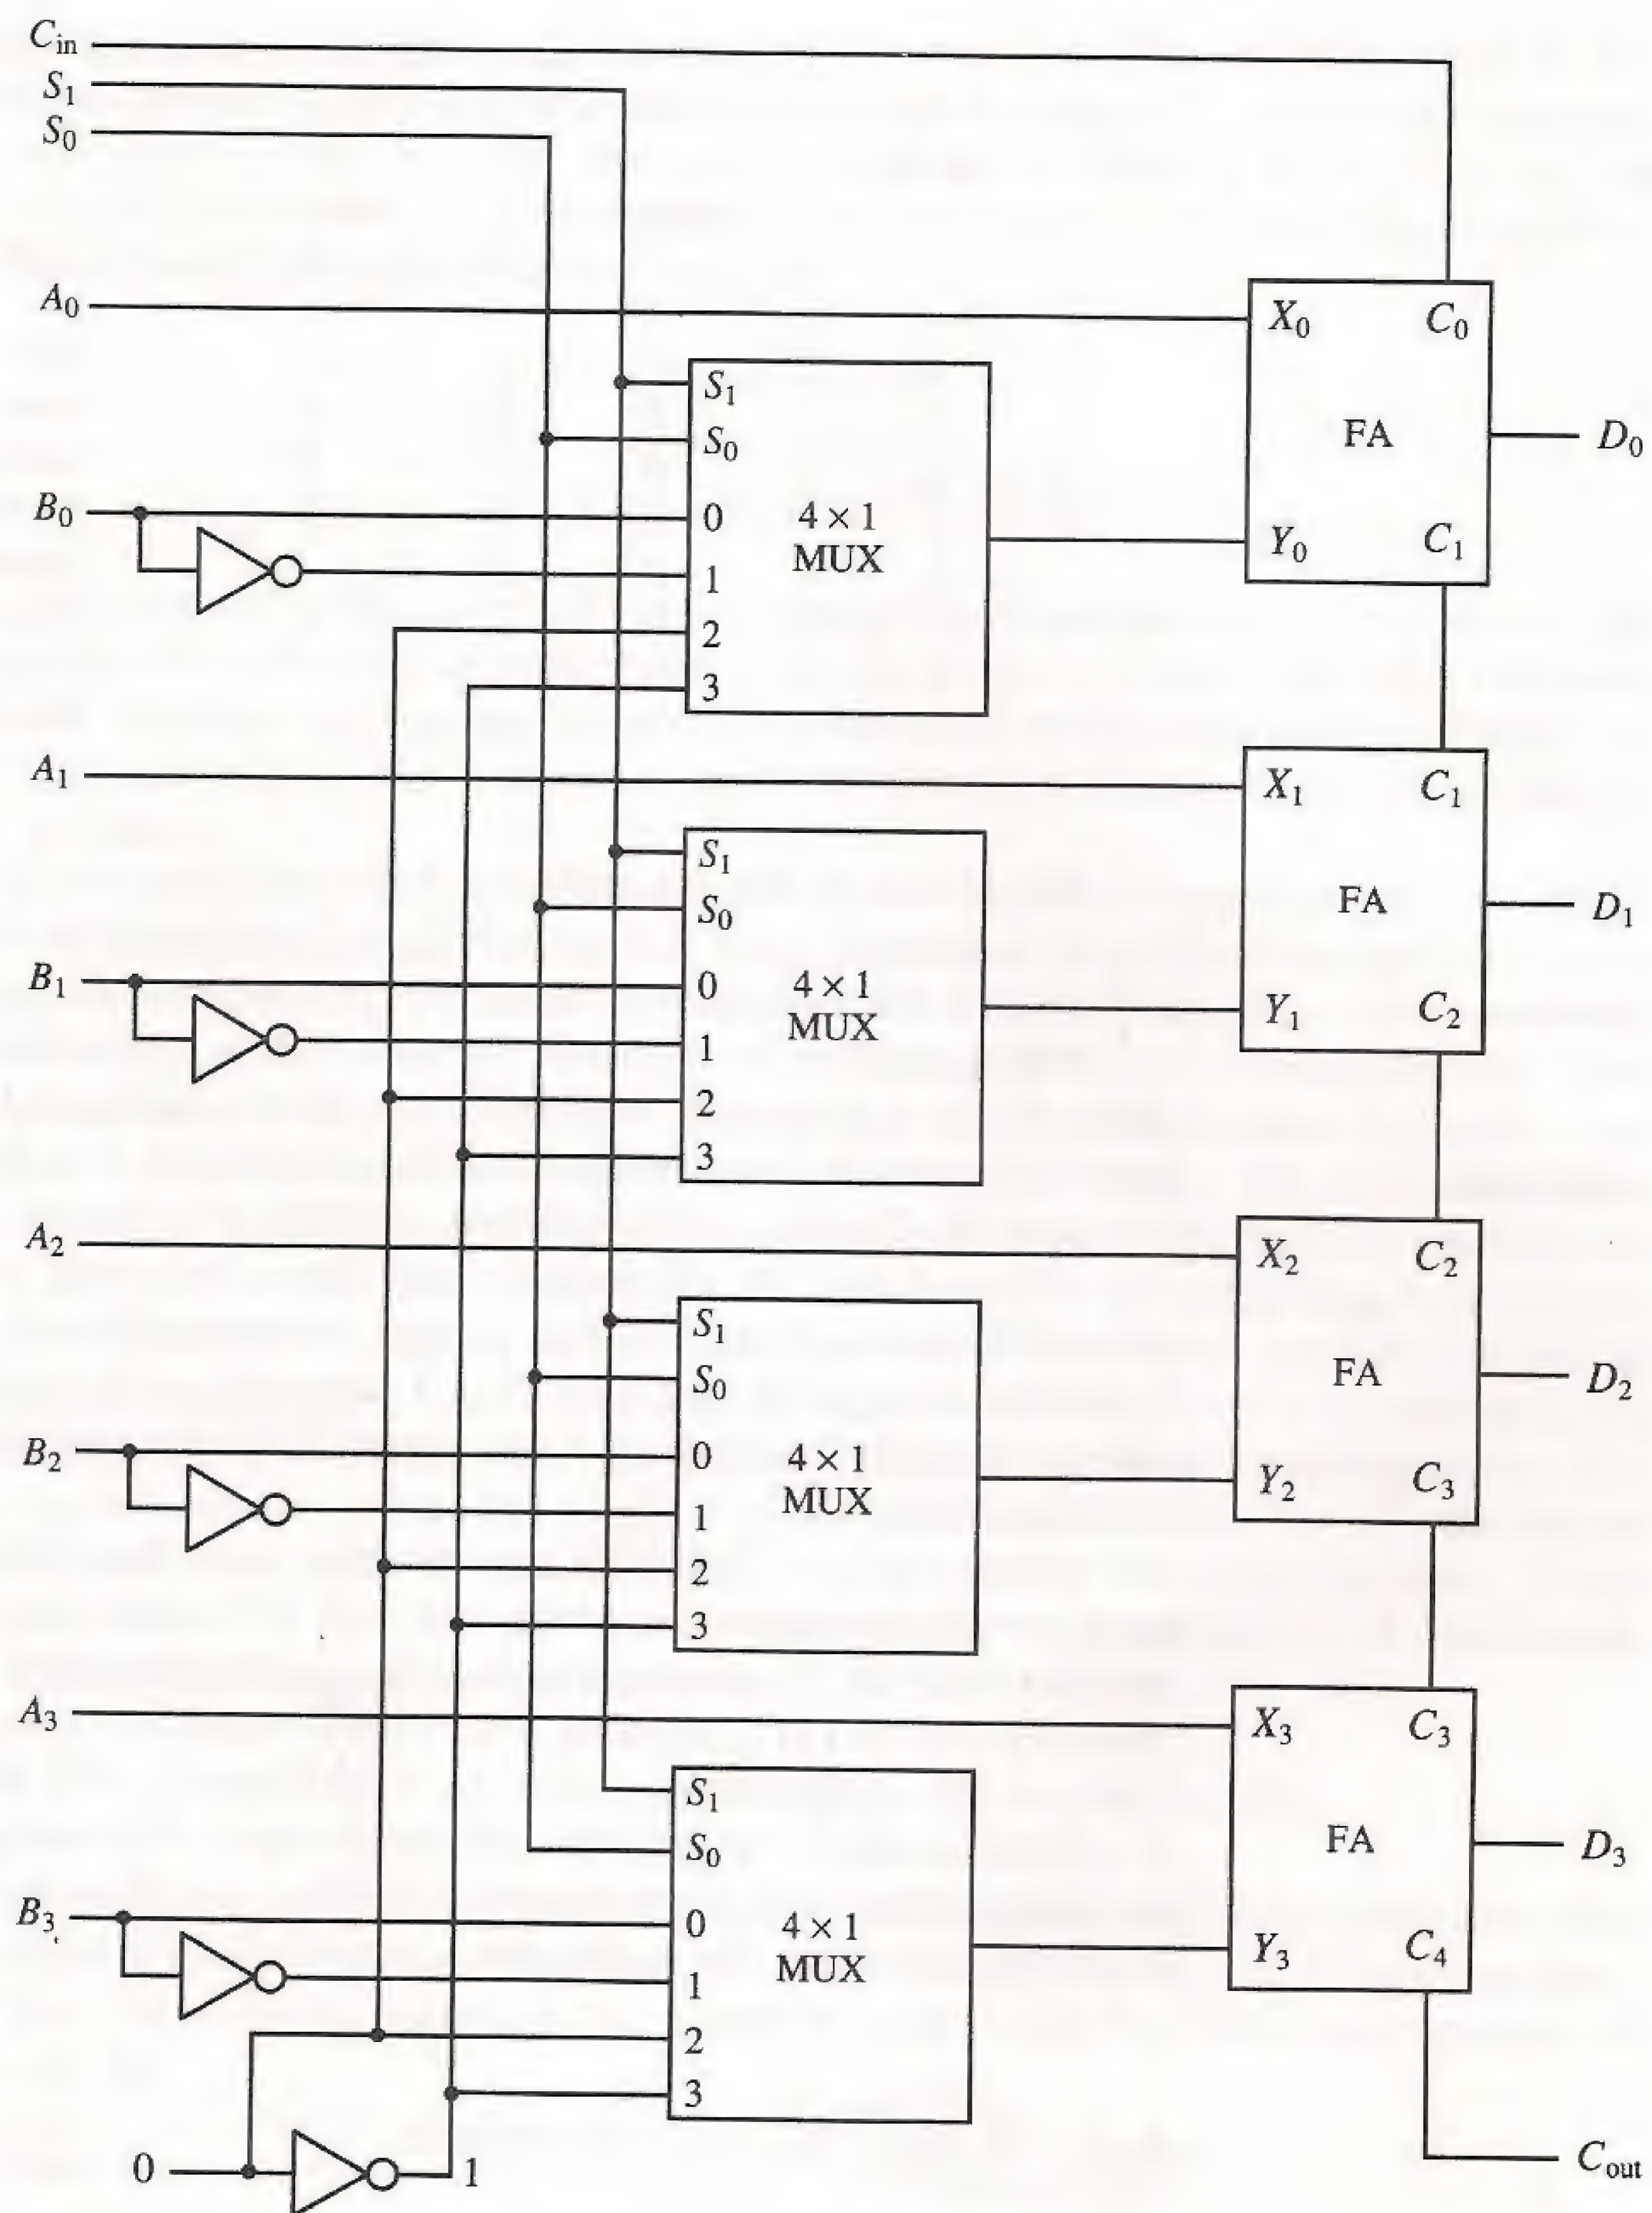 C_in
S_1
S_0
A_0
X_0 C_0
S_1
S_0
FA
D_0
B_0
0
4 × 1
MUX
Y_0 C_1
1
2
3
A_1
X_1 C_1
S_1
S_0
FA
D_1
B_1
0
4 × 1
MUX
Y_1 C_2
1
2
3
A_2
X_2 C_2
S_1
S_0
FA
D_2
B_2
0
4 × 1
MUX
Y_2 C_3
1
2
3
A_3
X_3 C_3
S_1
S_0
FA
D_3
B_3
0
4 × 1
MUX
Y_3 C_4
1
2
3
0
1
C_out